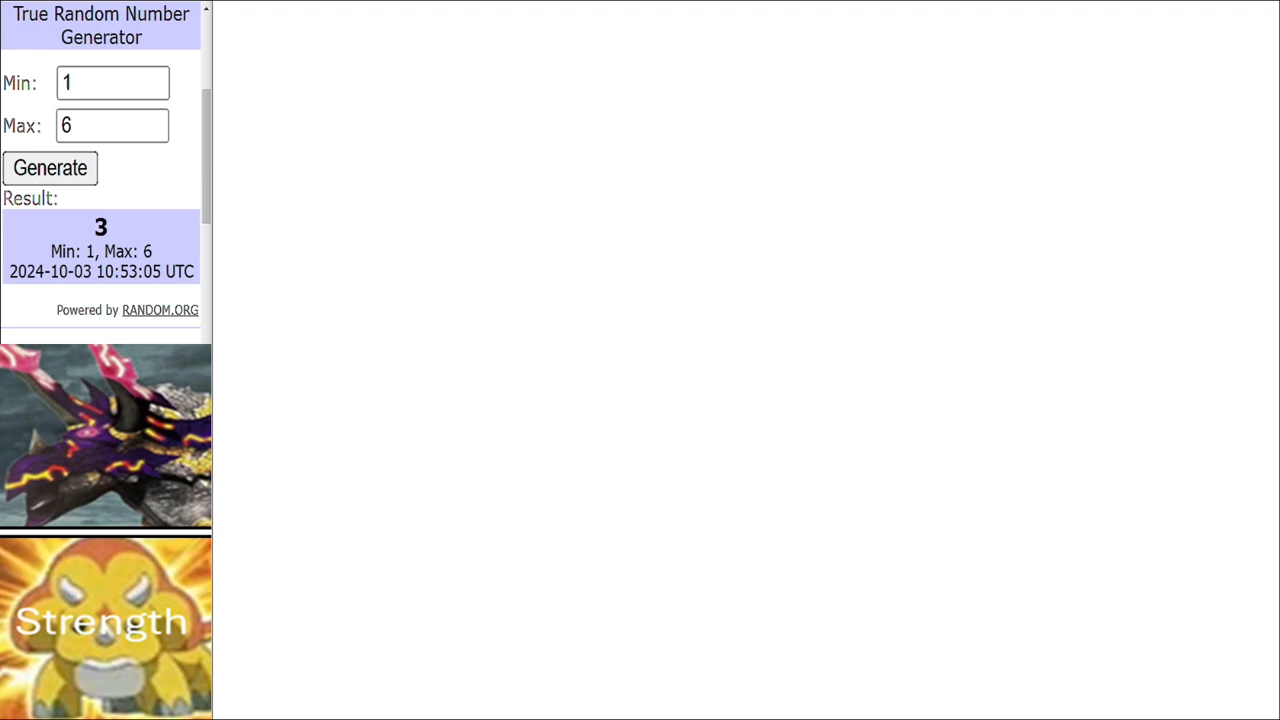 True Random Number
Generator
Min: 1
Max: 6
Generate
Result:
3
Min: 1, Max: 6
2024-10-03 10:53:05 UTC
Powered by RANDOM.ORG
Strength